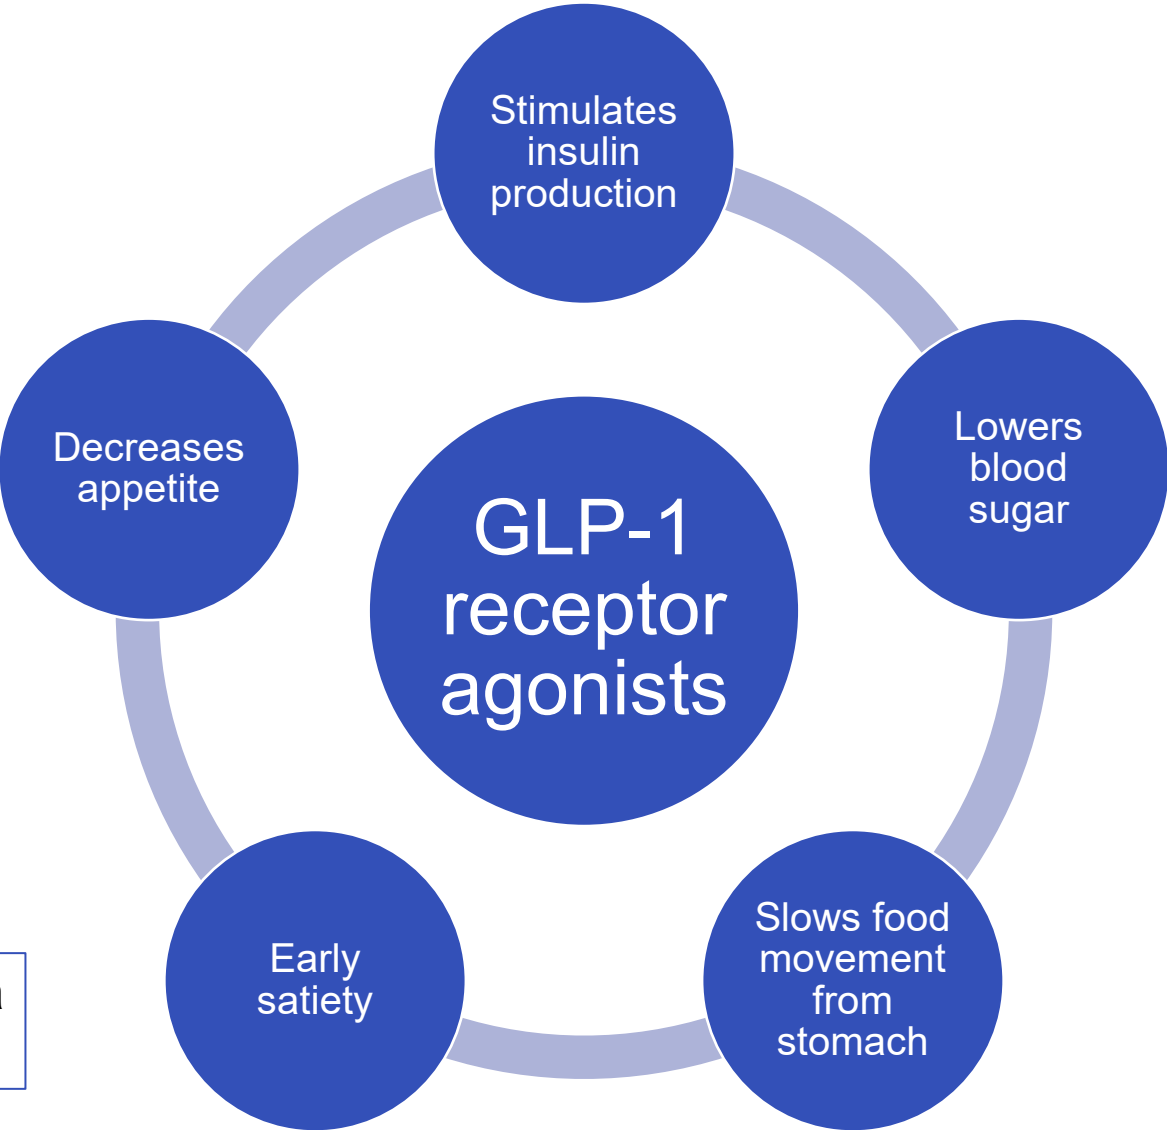 Stimulates
insulin
production
Lowers
blood
sugar
Slows food
movement
from
stomach
Early
satiety
Decreases
appetite
GLP-1
receptor
agonists